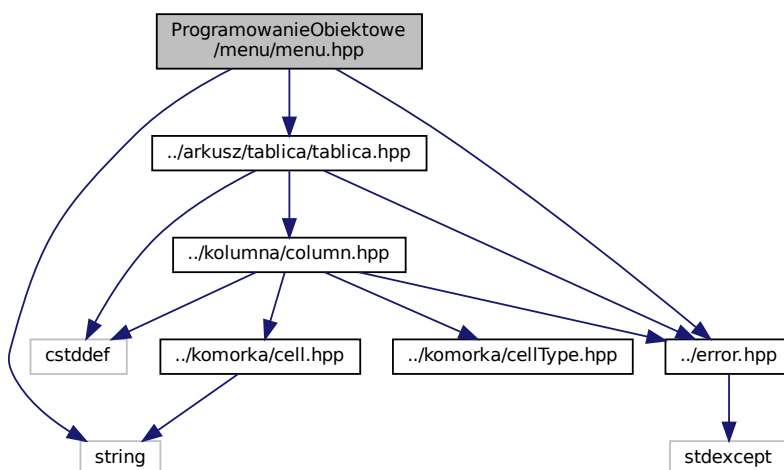 ProgramowanieObiektowe
/menu/menu.hpp
../arkusz/tablica/tablica.hpp
../kolumna/column.hpp
cstddef
../komorka/cell.hpp
../komorka/cellType.hpp
../error.hpp
string
stdexcept